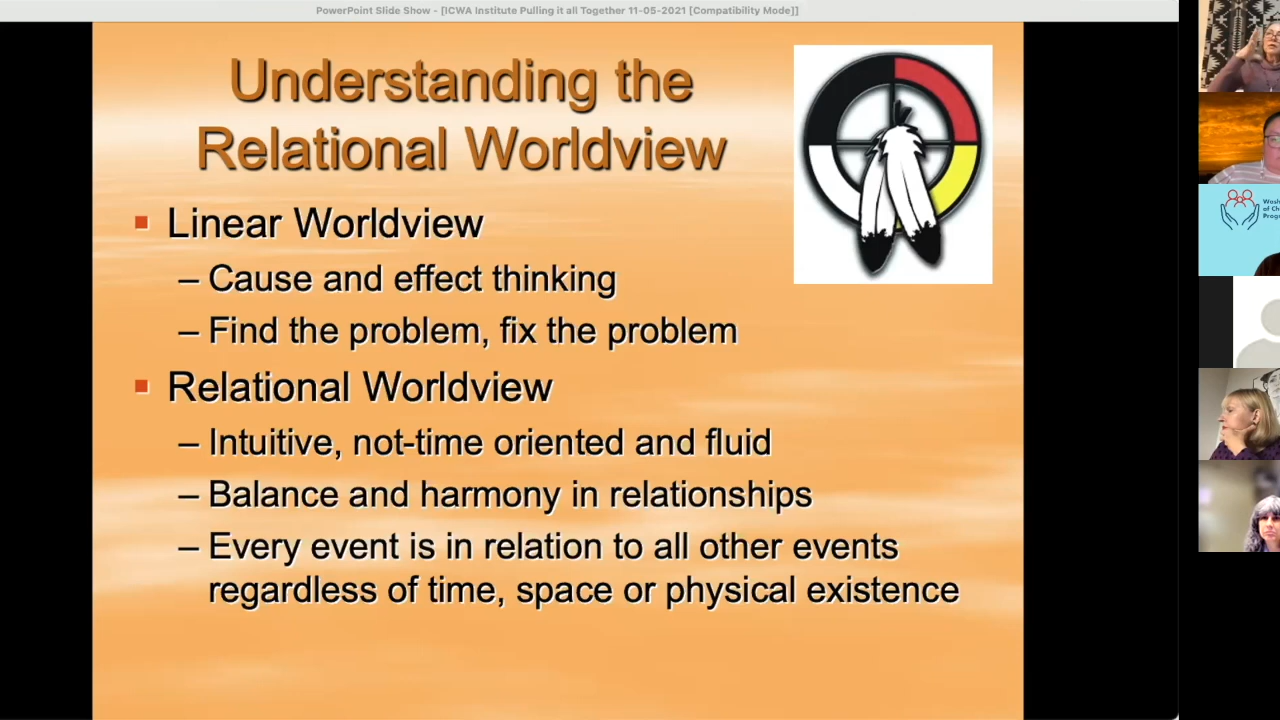 PowerPoint Slide Show - [ICWA Institute Pulling it all Together 11-05-2021 [Compatibility Mode]]
Understanding the
Relational Worldview
Linear Worldview
– Cause and effect thinking
– Find the problem, fix the problem
Relational Worldview
– Intuitive, not-time oriented and fluid
– Balance and harmony in relationships
– Every event is in relation to all other events
regardless of time, space or physical existence